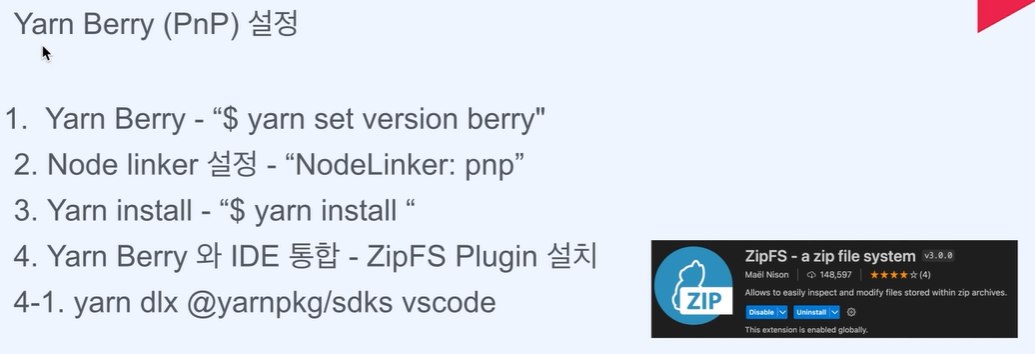 Yarn Berry (PnP) 설정
1. Yarn Berry - “$ yarn set version berry"
2. Node linker 설정 - “NodeLinker: pnp”
3. Yarn install - “$ yarn install “
4. Yarn Berry 와 IDE 통합 - ZipFS Plugin 설치
4-1. yarn dlx @yarnpkg/sdks vscode
ZIP
ZipFS - a zip file system v3.0.0
Maël Nison 148,597 ★★★★☆(4)
Allows to easily inspect and modify files stored within zip archives.
Disable Uninstall
This extension is enabled globally.